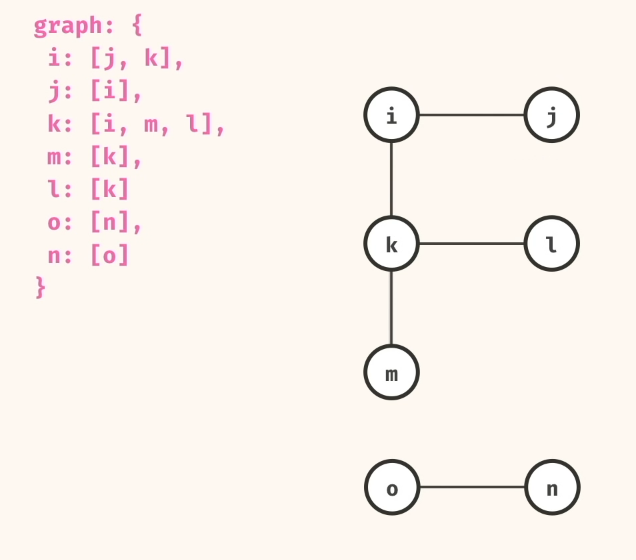 graph: {
i: [j, k],
j: [i],
k: [i, m, l],
m: [k],
l: [k]
o: [n],
n: [o]
}
i
j
k
l
m
o
n